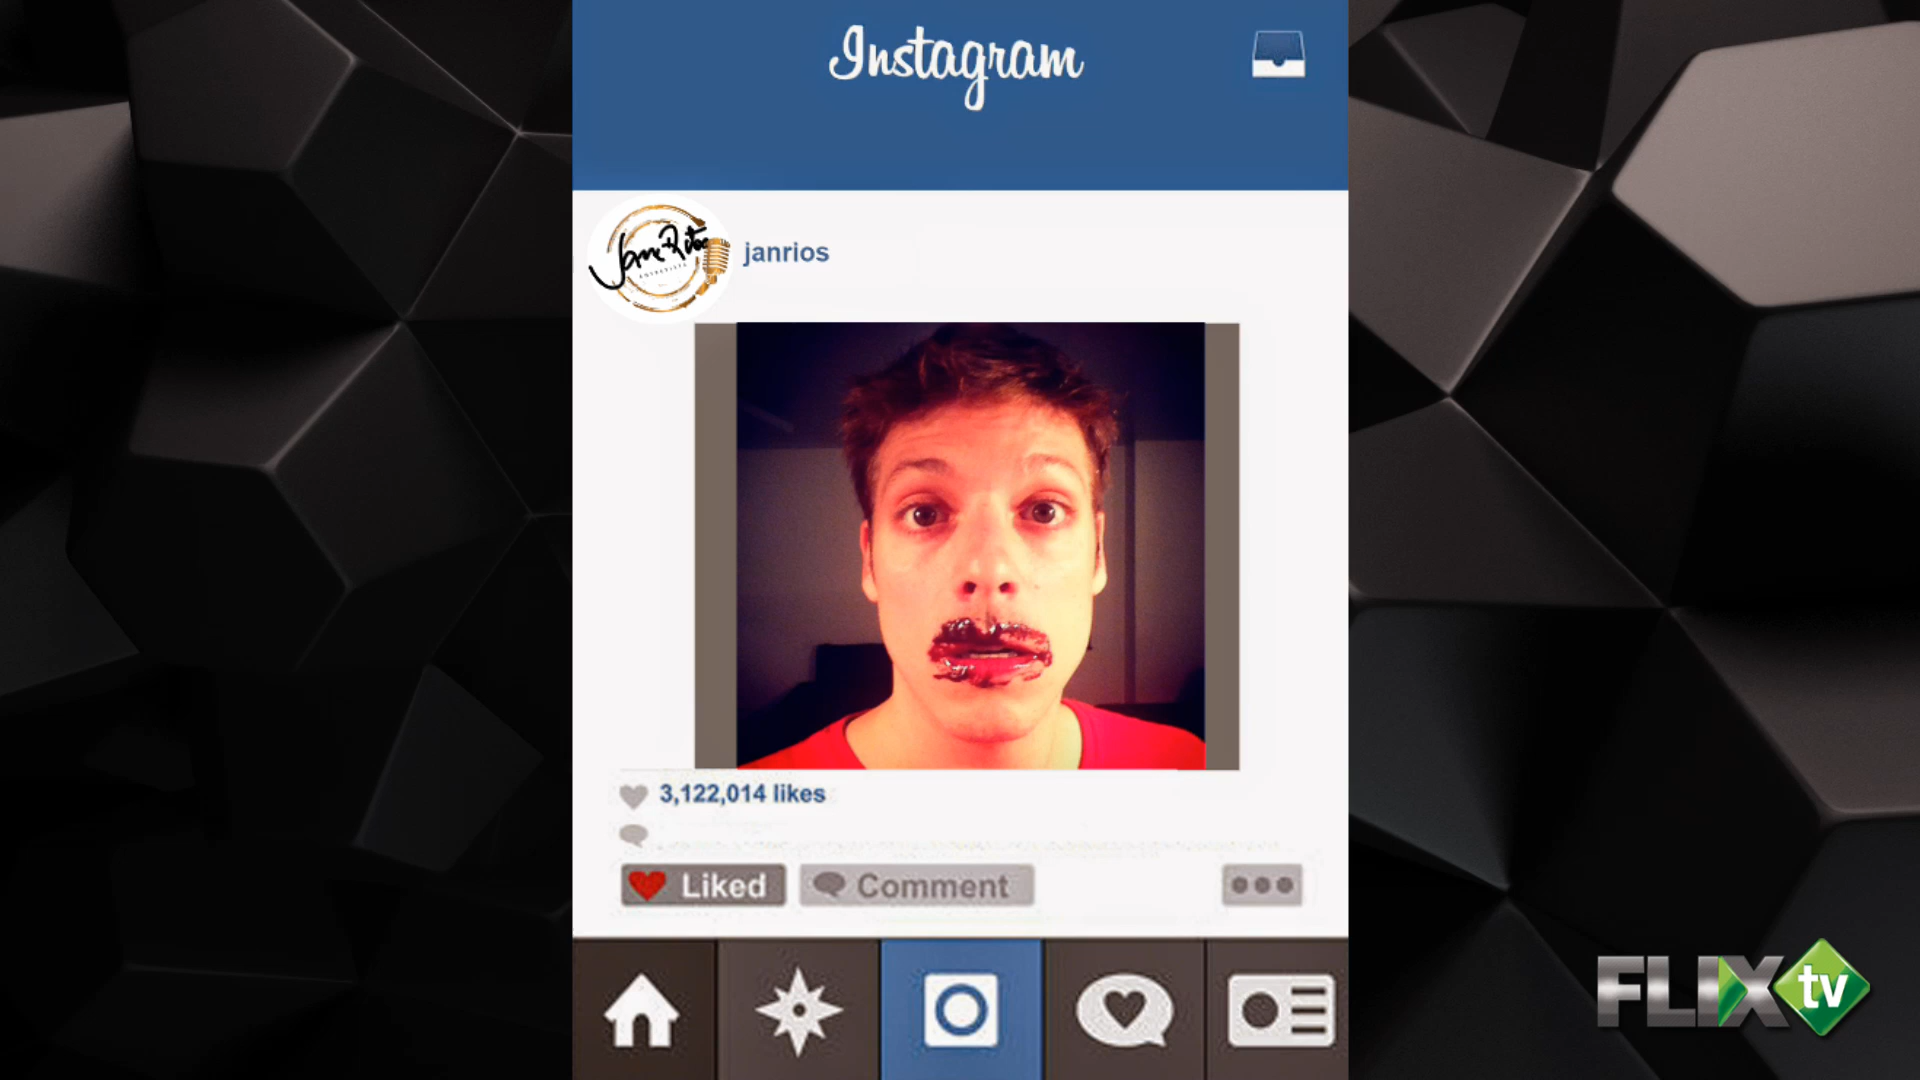 Instagram
janrios
3,122,014 likes
Liked
Comment
FLIX tv